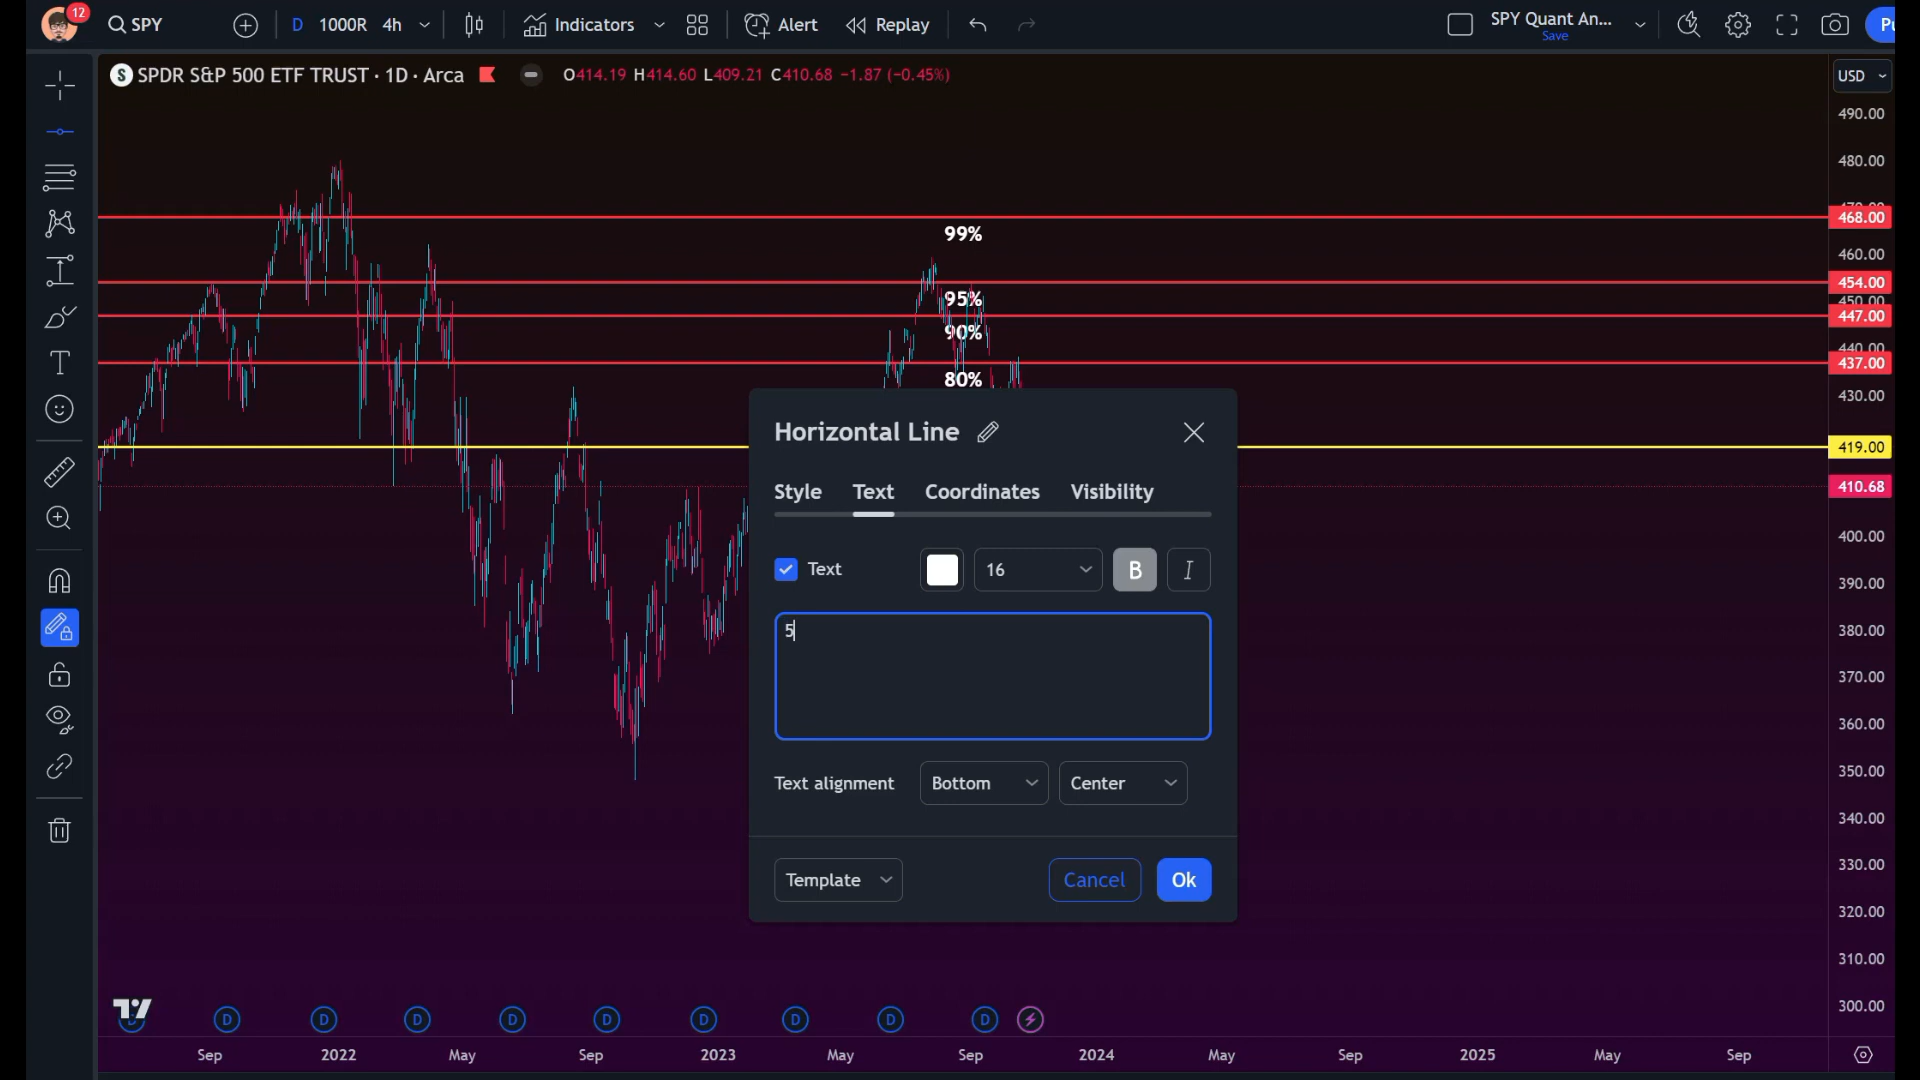 12
SPY
D
1000R
4h
Indicators
Alert
Replay
SPY Quant An...
Save
S
SPDR S&P 500 ETF TRUST · 1D · Arca
O414.19 H414.60 L409.21 C410.68 −1.87 (−0.45%)
USD
490.00
480.00
468.00
99%
460.00
454.00
95%
450.00
447.00
90%
440.00
437.00
80%
430.00
419.00
410.68
400.00
390.00
380.00
370.00
360.00
350.00
340.00
330.00
320.00
310.00
300.00
Horizontal Line
Style
Text
Coordinates
Visibility
Text
16
B
I
5
Text alignment
Bottom
Center
Template
Cancel
Ok
D
D
D
D
D
D
D
D
D
D
Sep
2022
May
Sep
2023
May
Sep
2024
May
Sep
2025
May
Sep